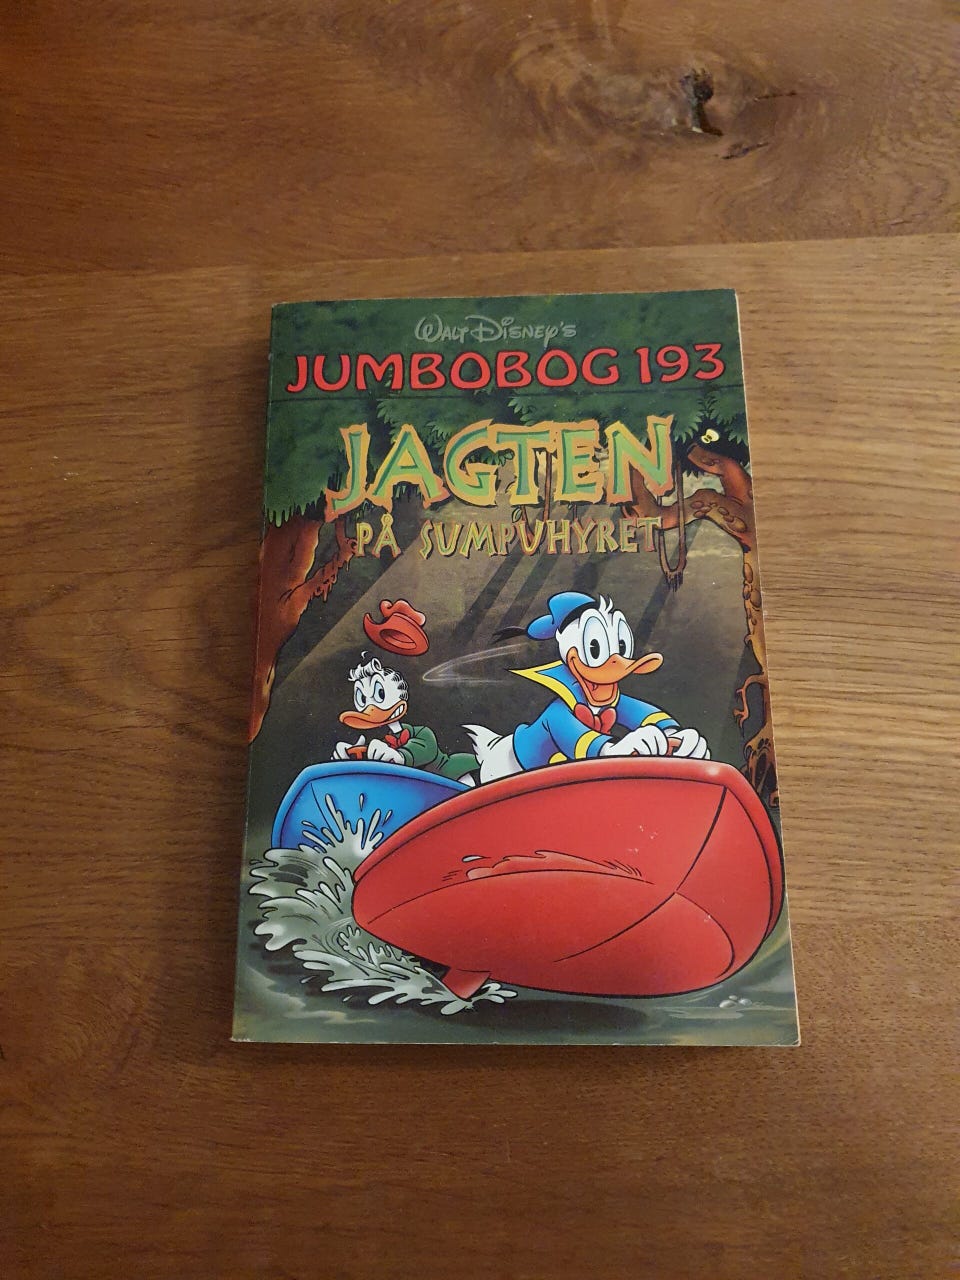 WALT DISNEY'S
JUMBOBOG 193
JAGTEN
PÅ SUMPUHYRET